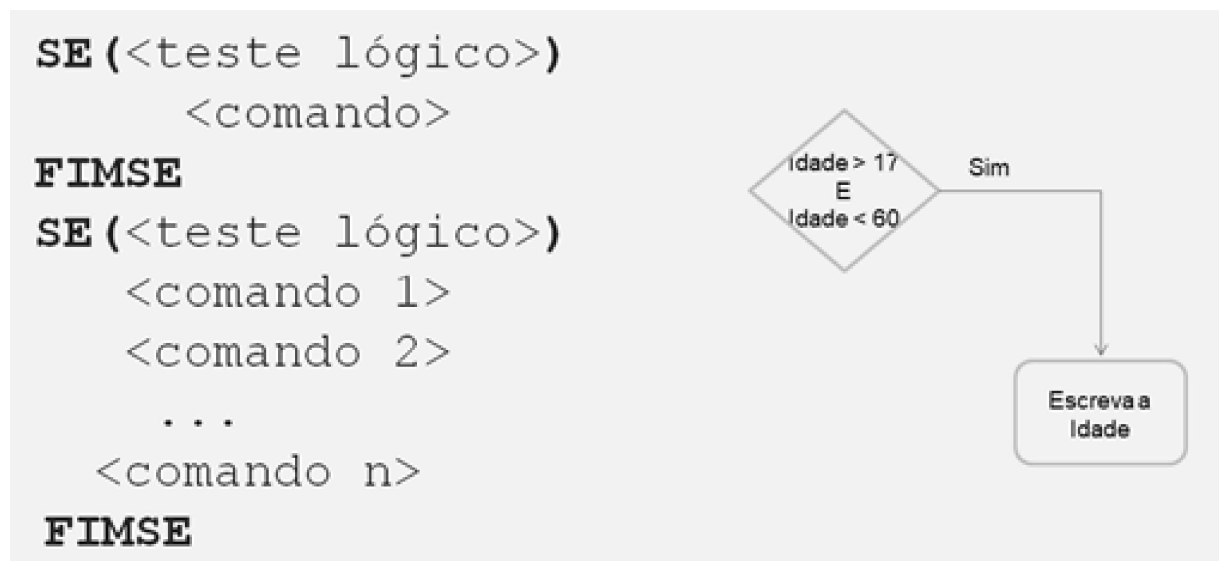 SE(<teste lógico>)
<comando>
FIMSE
SE(<teste lógico>)
<comando 1>
<comando 2>
...
<comando n>
FIMSE
Idade > 17
E
Idade < 60
Sim
Escreva a
Idade